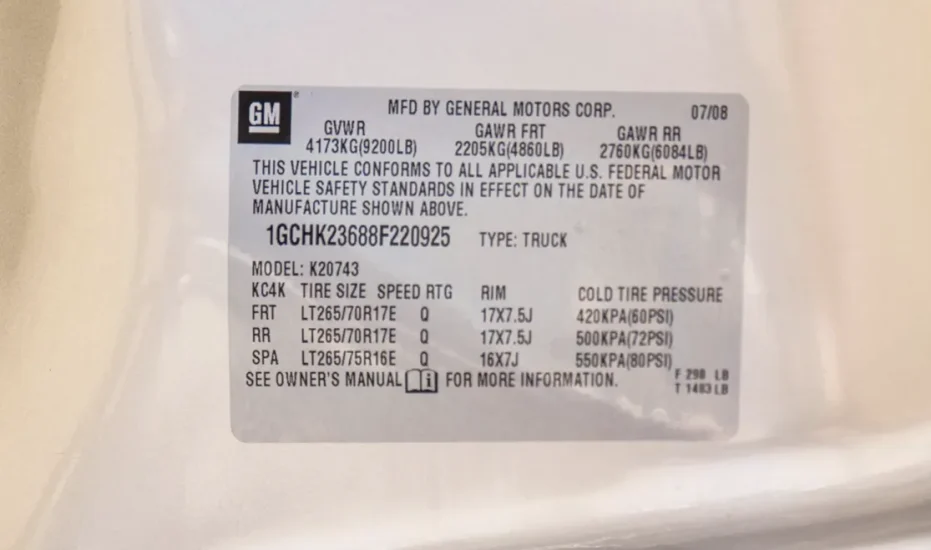 GM ® MFD BY GENERAL MOTORS CORP. 07/08
GVWR GAWR FRT GAWR RR
4173KG(9200LB) 2205KG(4860LB) 2760KG(6084LB)
THIS VEHICLE CONFORMS TO ALL APPLICABLE U.S. FEDERAL MOTOR
VEHICLE SAFETY STANDARDS IN EFFECT ON THE DATE OF
MANUFACTURE SHOWN ABOVE.
1GCHK23688F220925 TYPE: TRUCK
MODEL: K20743
KC4K TIRE SIZE SPEED RTG RIM COLD TIRE PRESSURE
FRT LT265/70R17E Q 17X7.5J 420KPA(60PSI)
RR LT265/70R17E Q 17X7.5J 500KPA(72PSI)
SPA LT265/75R16E Q 16X7J 550KPA(80PSI)
SEE OWNER'S MANUAL i FOR MORE INFORMATION. F 298 LB
T 1483 LB